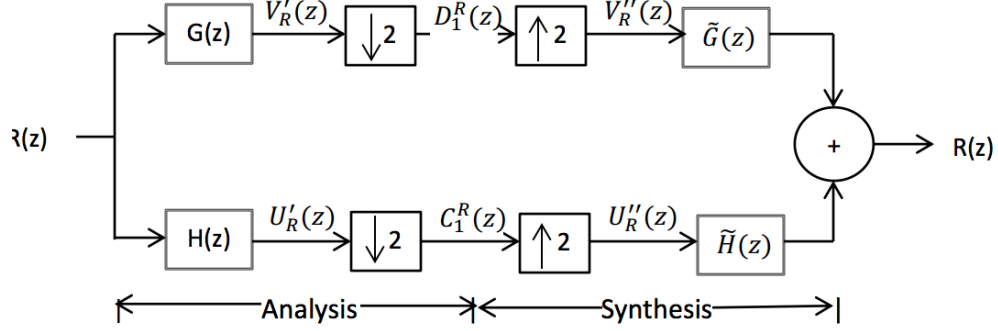 V′_R(z) D_1^R(z) V″_R(z)
G(z) ↓2 ↑2 G̃(z)
R(z) + R(z)
U′_R(z) C_1^R(z) U″_R(z)
H(z) ↓2 ↑2 H̃(z)
Analysis Synthesis